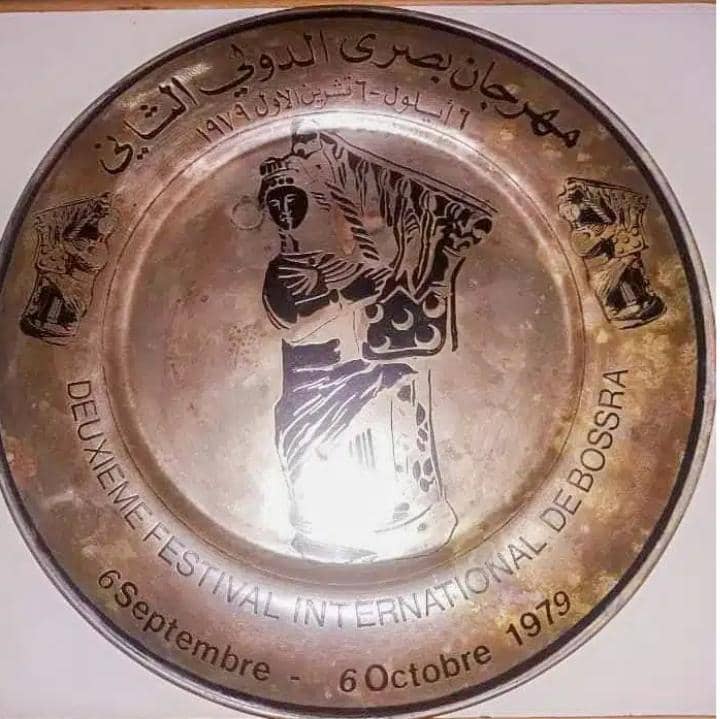 مهرجان بصرى الدولي الثاني
٦ أيلول - ٦ تشرين الاول ١٩٧٩
DEUXIEME FESTIVAL INTERNATIONAL DE BOSSRA
6 Septembre - 6 Octobre 1979